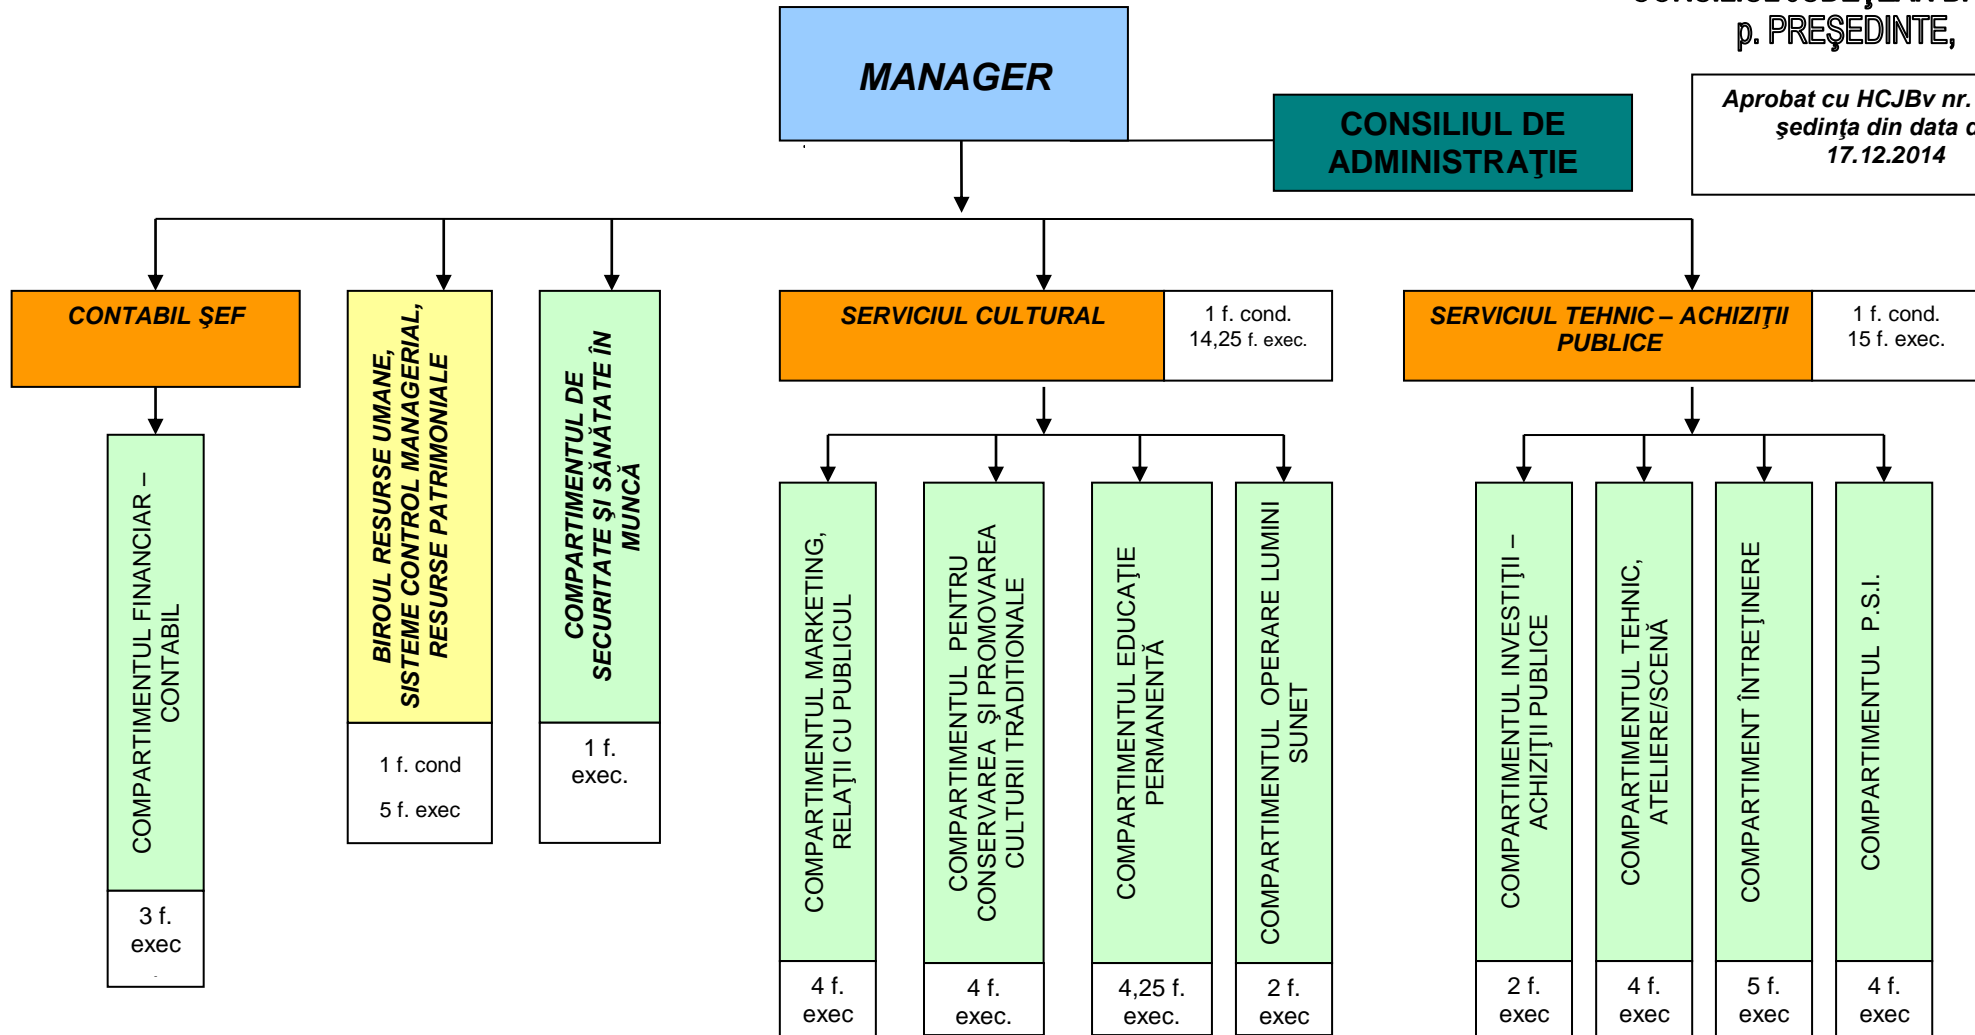 p. PREŞEDINTE,
MANAGER
CONSILIUL DE
ADMINISTRAŢIE
Aprobat cu HCJBv nr.
şedinţa din data d
17.12.2014
CONTABIL ŞEF
BIROUL RESURSE UMANE,
SISTEME CONTROL MANAGERIAL,
RESURSE PATRIMONIALE
1 f. cond
5 f. exec
COMPARTIMENTUL DE
SECURITATE ŞI SĂNĂTATE ÎN
MUNCĂ
1 f.
exec.
SERVICIUL CULTURAL
1 f. cond.
14,25 f. exec.
SERVICIUL TEHNIC – ACHIZIŢII
PUBLICE
1 f. cond.
15 f. exec.
COMPARTIMENTUL FINANCIAR –
CONTABIL
3 f.
exec
COMPARTIMENTUL MARKETING,
RELAŢII CU PUBLICUL
4 f.
exec
COMPARTIMENTUL PENTRU
CONSERVAREA ŞI PROMOVAREA
CULTURII TRADITIONALE
4 f.
exec.
COMPARTIMENTUL EDUCAŢIE
PERMANENTĂ
4,25 f.
exec.
COMPARTIMENTUL OPERARE LUMINI
SUNET
2 f.
exec
COMPARTIMENTUL INVESTIŢII –
ACHIZIŢII PUBLICE
2 f.
exec
COMPARTIMENTUL TEHNIC,
ATELIERE/SCENĂ
4 f.
exec
COMPARTIMENT ÎNTREŢINERE
5 f.
exec
COMPARTIMENTUL P.S.I.
4 f.
exec